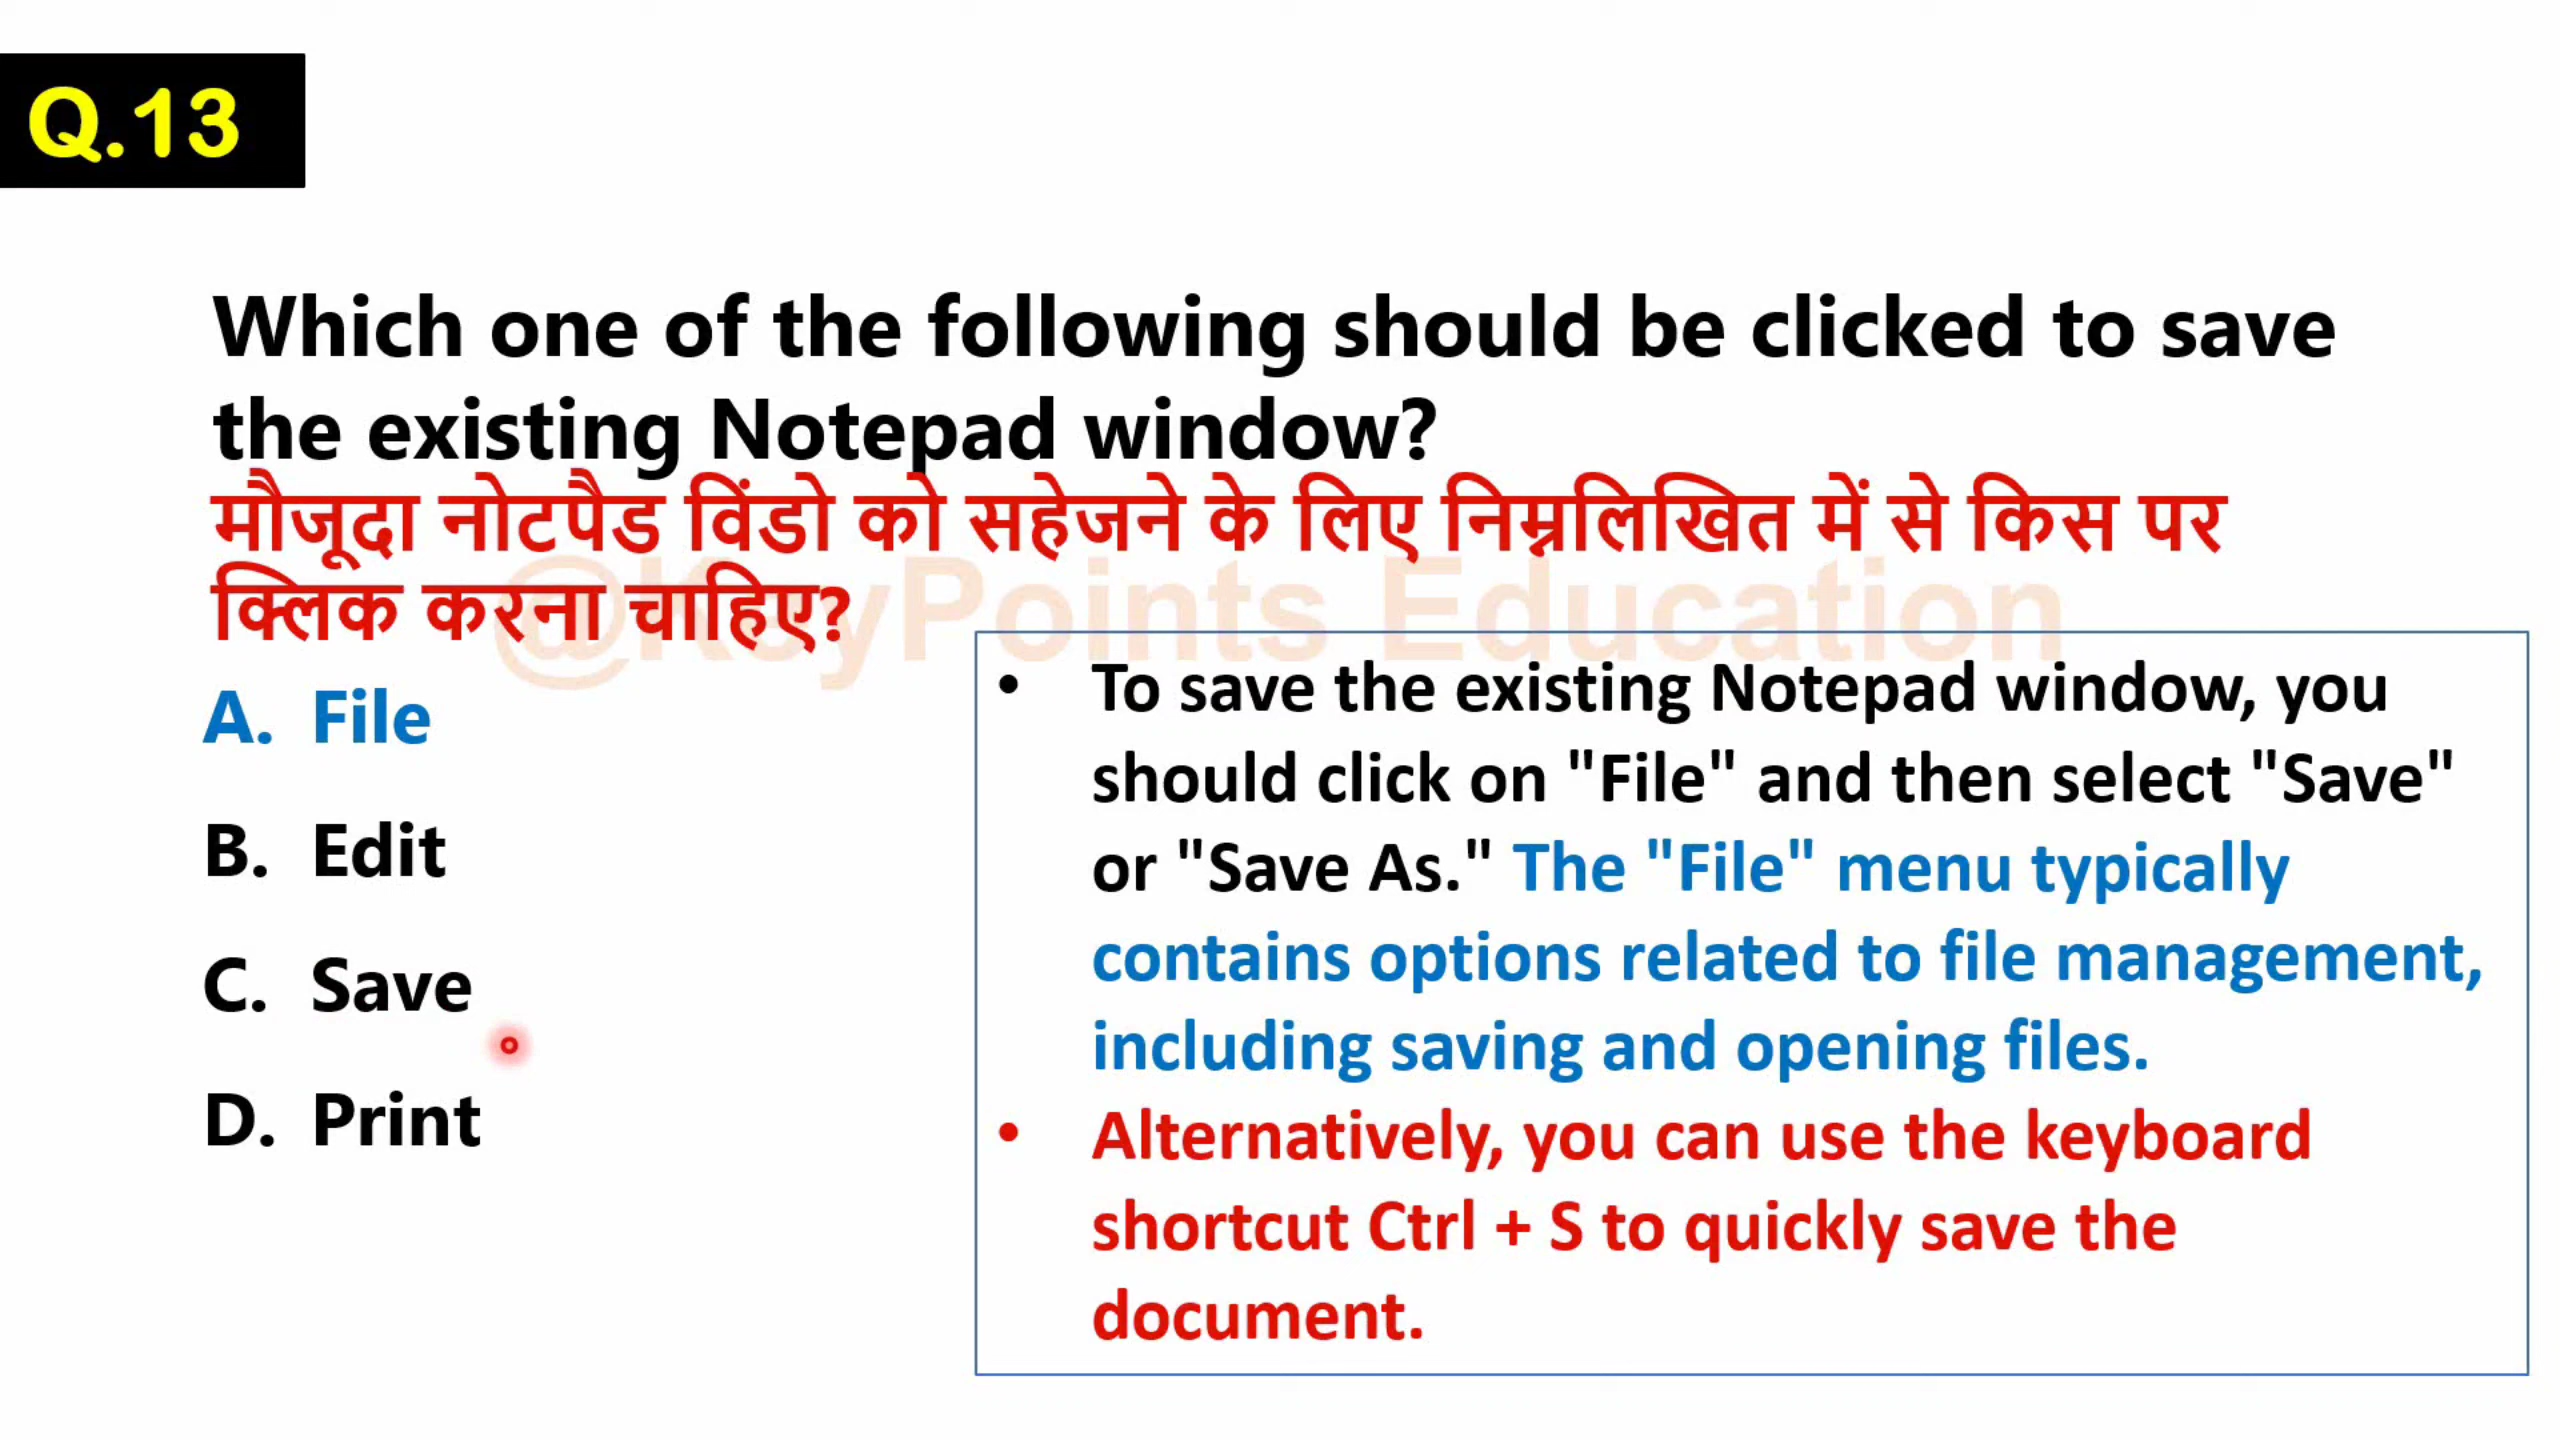 Q.13
Which one of the following should be clicked to save
the existing Notepad window?
मौजूदा नोटपैड विंडो को सहेजने के लिए निम्नलिखित में से किस पर
क्लिक करना चाहिए?
@KeyPoints Education
A. File
B. Edit
C. Save
D. Print
• To save the existing Notepad window, you
should click on "File" and then select "Save"
or "Save As." The "File" menu typically
contains options related to file management,
including saving and opening files.
• Alternatively, you can use the keyboard
shortcut Ctrl + S to quickly save the
document.